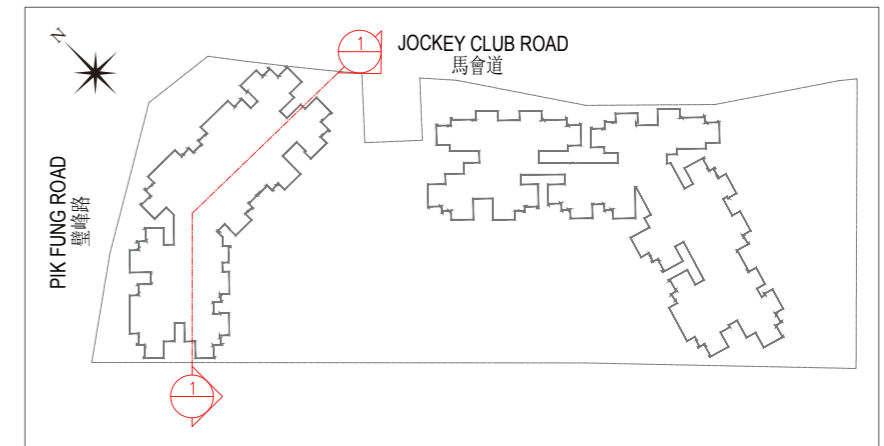 N
1
JOCKEY CLUB ROAD
馬會道
PIK FUNG ROAD
璧峰路
1